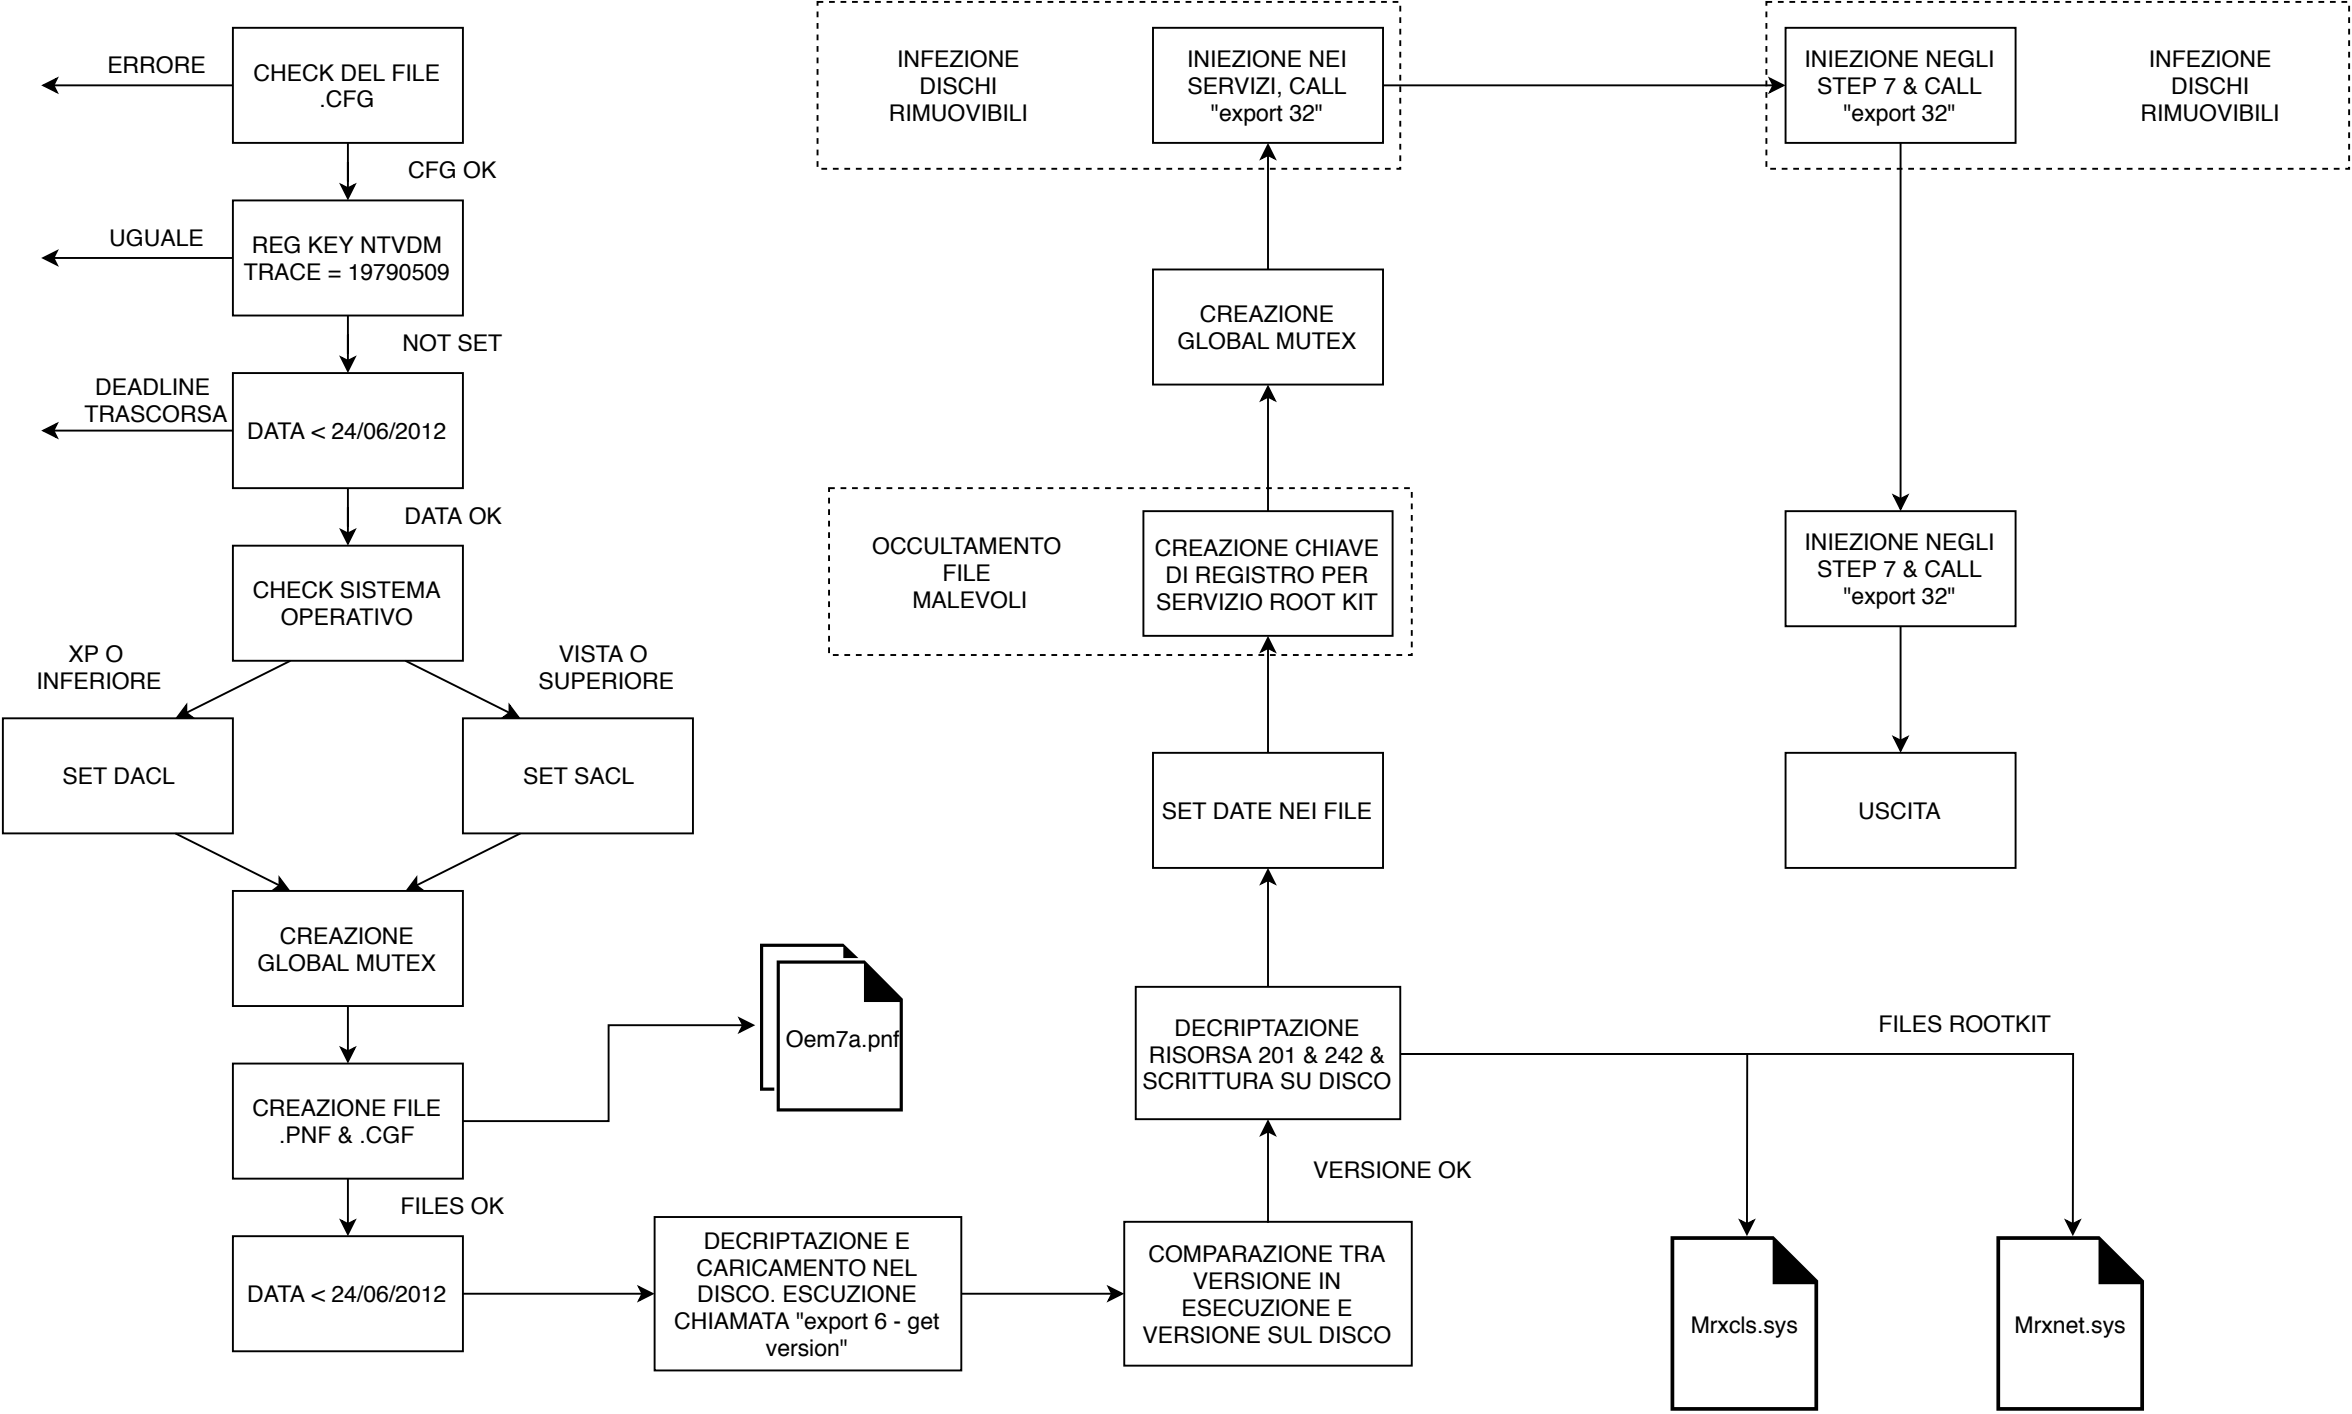 ERRORE
CHECK DEL FILE
.CFG
CFG OK
UGUALE
REG KEY NTVDM
TRACE = 19790509
NOT SET
DEADLINE
TRASCORSA
DATA < 24/06/2012
DATA OK
CHECK SISTEMA
OPERATIVO
XP O
INFERIORE
VISTA O
SUPERIORE
SET DACL
SET SACL
CREAZIONE
GLOBAL MUTEX
CREAZIONE FILE
.PNF & .CGF
Oem7a.pnf
FILES OK
DATA < 24/06/2012
DECRIPTAZIONE E
CARICAMENTO NEL
DISCO. ESCUZIONE
CHIAMATA "export 6 - get
version"
COMPARAZIONE TRA
VERSIONE IN
ESECUZIONE E
VERSIONE SUL DISCO
VERSIONE OK
DECRIPTAZIONE
RISORSA 201 & 242 &
SCRITTURA SU DISCO
FILES ROOTKIT
Mrxcls.sys
Mrxnet.sys
SET DATE NEI FILE
OCCULTAMENTO
FILE
MALEVOLI
CREAZIONE CHIAVE
DI REGISTRO PER
SERVIZIO ROOT KIT
CREAZIONE
GLOBAL MUTEX
INFEZIONE
DISCHI
RIMUOVIBILI
INIEZIONE NEI
SERVIZI, CALL
"export 32"
INIEZIONE NEGLI
STEP 7 & CALL
"export 32"
INFEZIONE
DISCHI
RIMUOVIBILI
INIEZIONE NEGLI
STEP 7 & CALL
"export 32"
USCITA